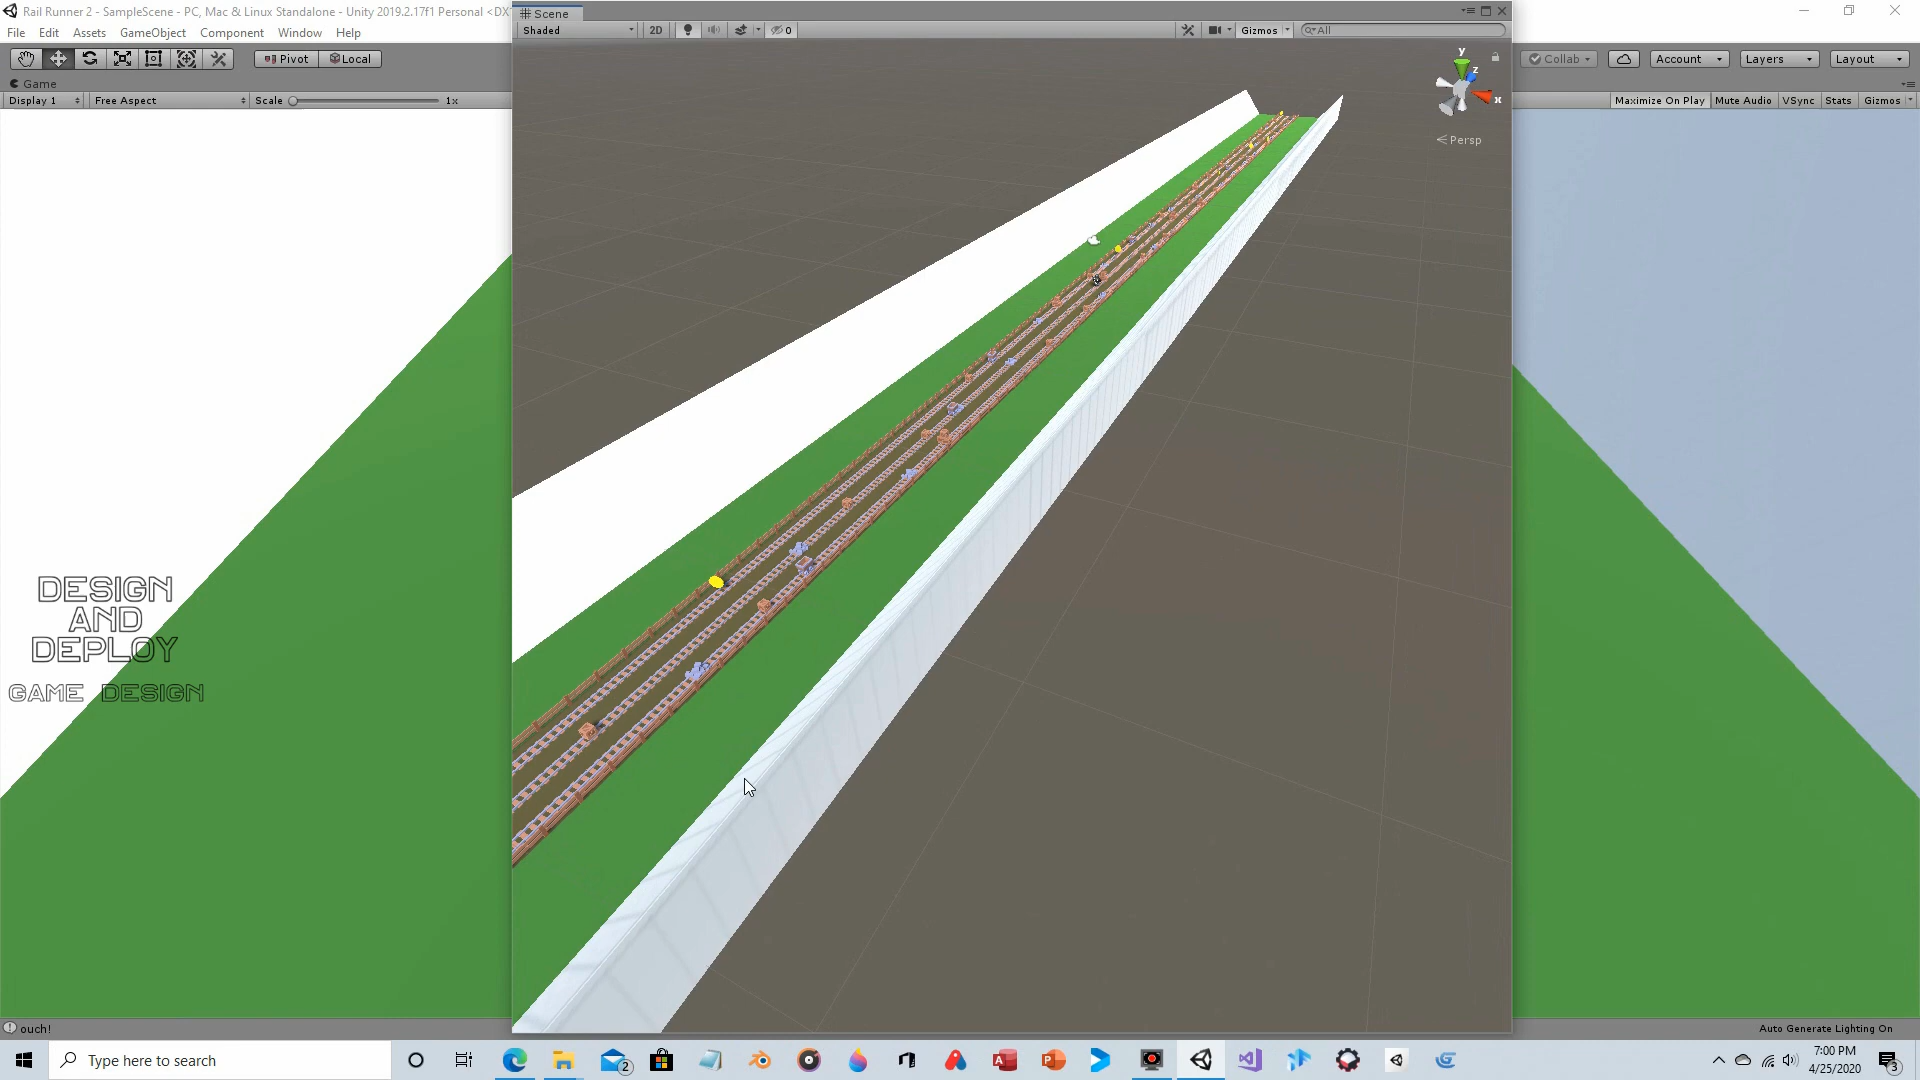 Rail Runner 2 - SampleScene - PC, Mac & Linux Standalone - Unity 2019.2.17f1 Personal <DX
File Edit Assets GameObject Component Window Help
Pivot Local
Collab Account Layers Layout
Game
Display 1 Free Aspect Scale 1x
Maximize On Play Mute Audio VSync Stats Gizmos
Scene
Shaded 2D 0 Gizmos All
y
z
x
Persp
DESIGN
AND
DEPLOY
GAME DESIGN
ouch!
Auto Generate Lighting On
Type here to search
2
7:00 PM
4/25/2020
3